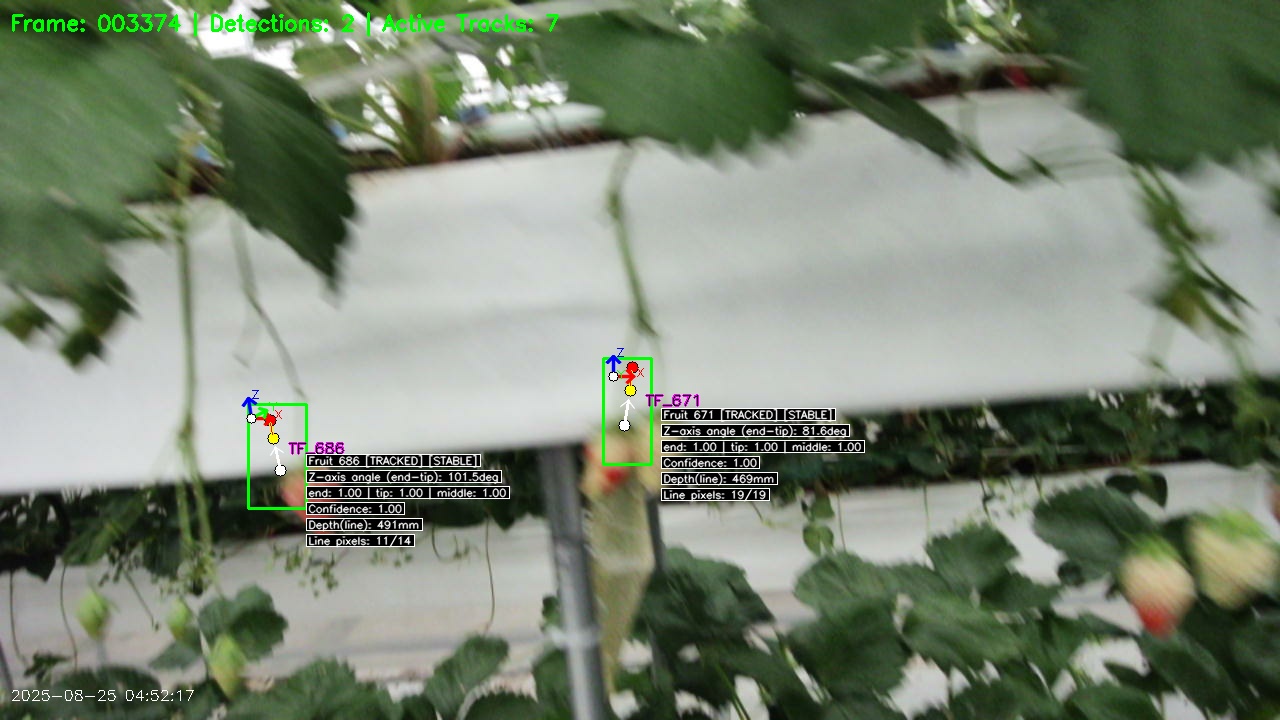 Frame: 003374 | Detections: 2 | Active Tracks: 7
Z
X
TF_671
Fruit 671 [TRACKED] [STABLE]
Z-axis angle (end-tip): 81.6deg
end: 1.00 | tip: 1.00 | middle: 1.00
Confidence: 1.00
Depth(line): 469mm
Line pixels: 19/19
Z
X
TF_686
Fruit 686 [TRACKED] [STABLE]
Z-axis angle (end-tip): 101.5deg
end: 1.00 | tip: 1.00 | middle: 1.00
Confidence: 1.00
Depth(line): 491mm
Line pixels: 11/14
2025-08-25 04:52:17